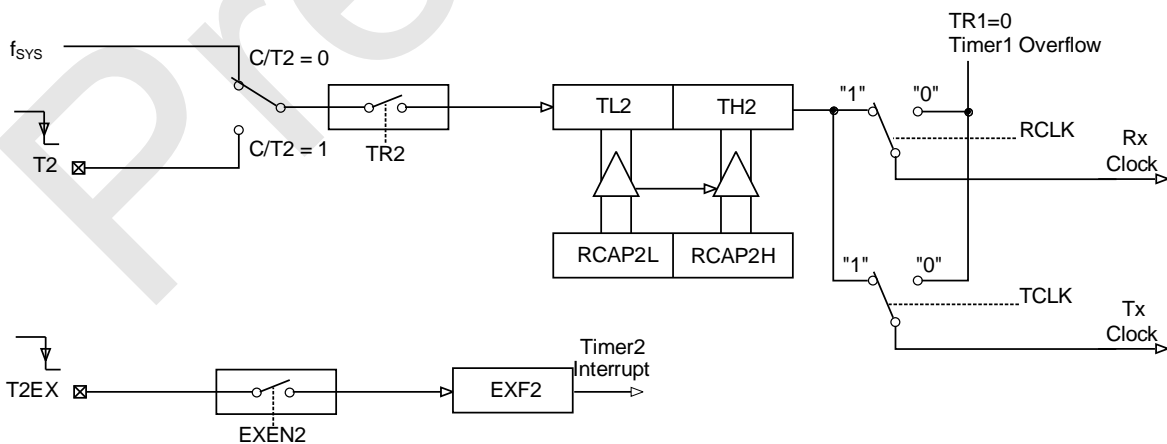 TR1=0
Timer1 Overflow
fSYS
C/T2 = 0
"1"
"0"
TL2
TH2
RCLK
Rx
Clock
T2
C/T2 = 1
TR2
RCAP2L
RCAP2H
"1"
"0"
TCLK
Tx
Clock
Timer2
Interrupt
T2EX
EXF2
EXEN2
Pre